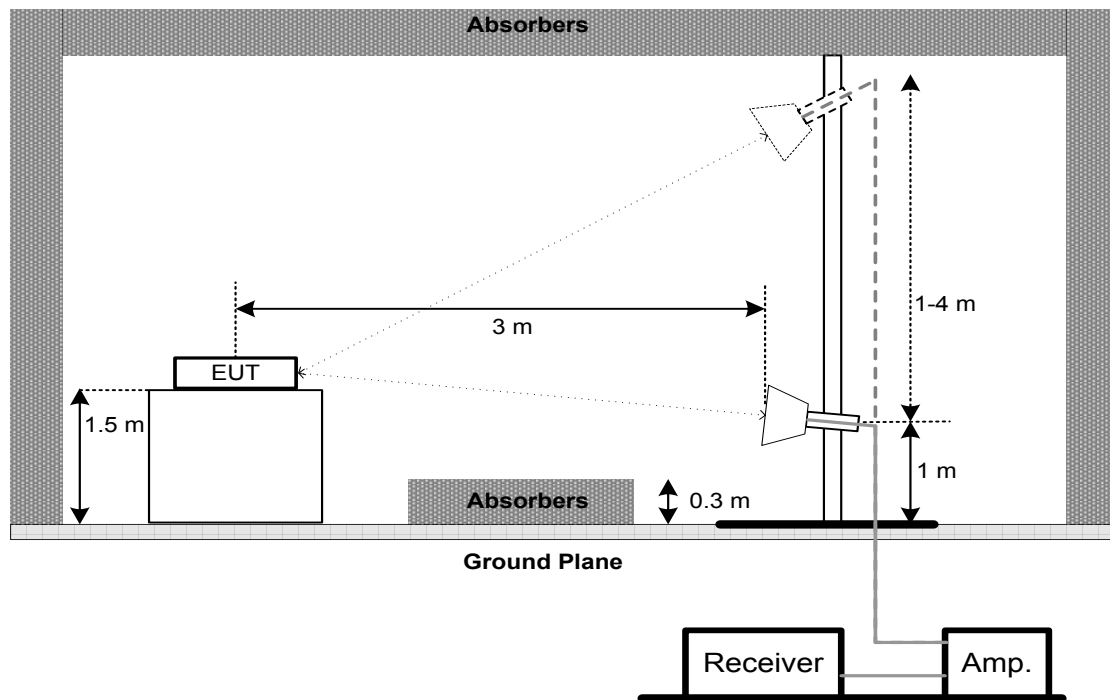 Absorbers
1-4 m
3 m
EUT
1.5 m
1 m
Absorbers
0.3 m
Ground Plane
Receiver
Amp.